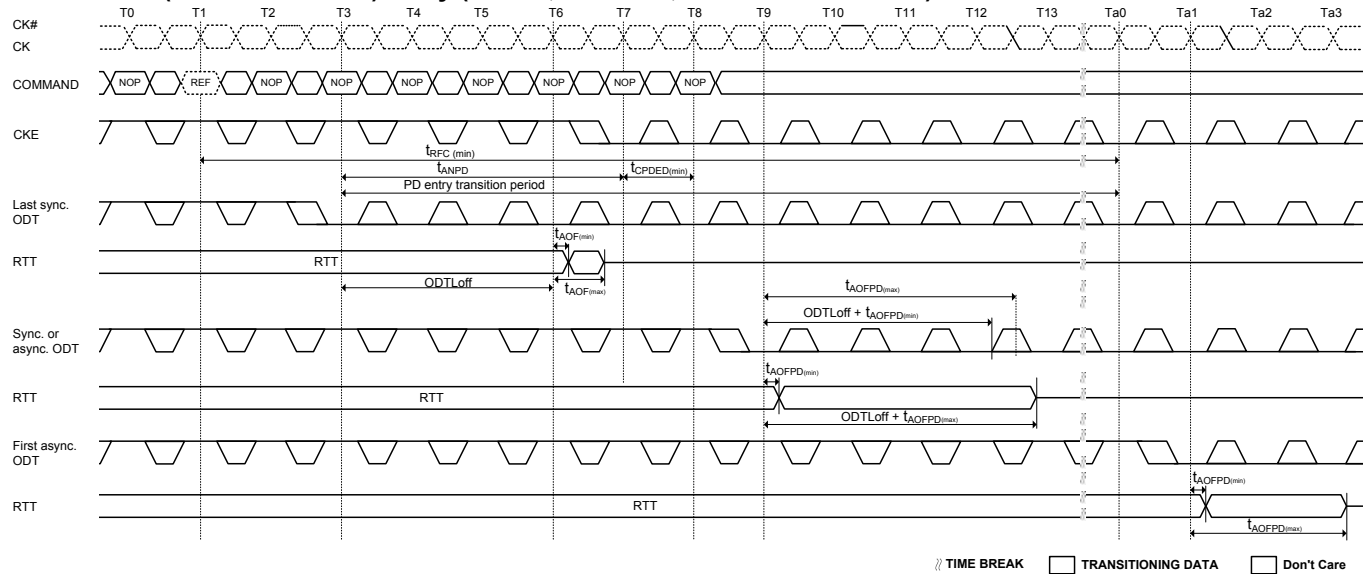 T0 T1 T2 T3 T4 T5 T6 T7 T8 T9 T10 T11 T12 T13 Ta0 Ta1 Ta2 Ta3
CK#
CK
COMMAND NOP REF NOP NOP NOP NOP NOP NOP NOP
CKE
tRFC (min)
tANPD tCPDED(min)
PD entry transition period
Last sync.
ODT
tAOF(min)
RTT RTT
ODTLoff tAOF(max)
tAOFPD(max)
ODTLoff + tAOFPD(min)
Sync. or
async. ODT
tAOFPD(min)
RTT RTT
ODTLoff + tAOFPD(max)
First async.
ODT
tAOFPD(min)
RTT RTT
tAOFPD(max)
TIME BREAK TRANSITIONING DATA Don't Care